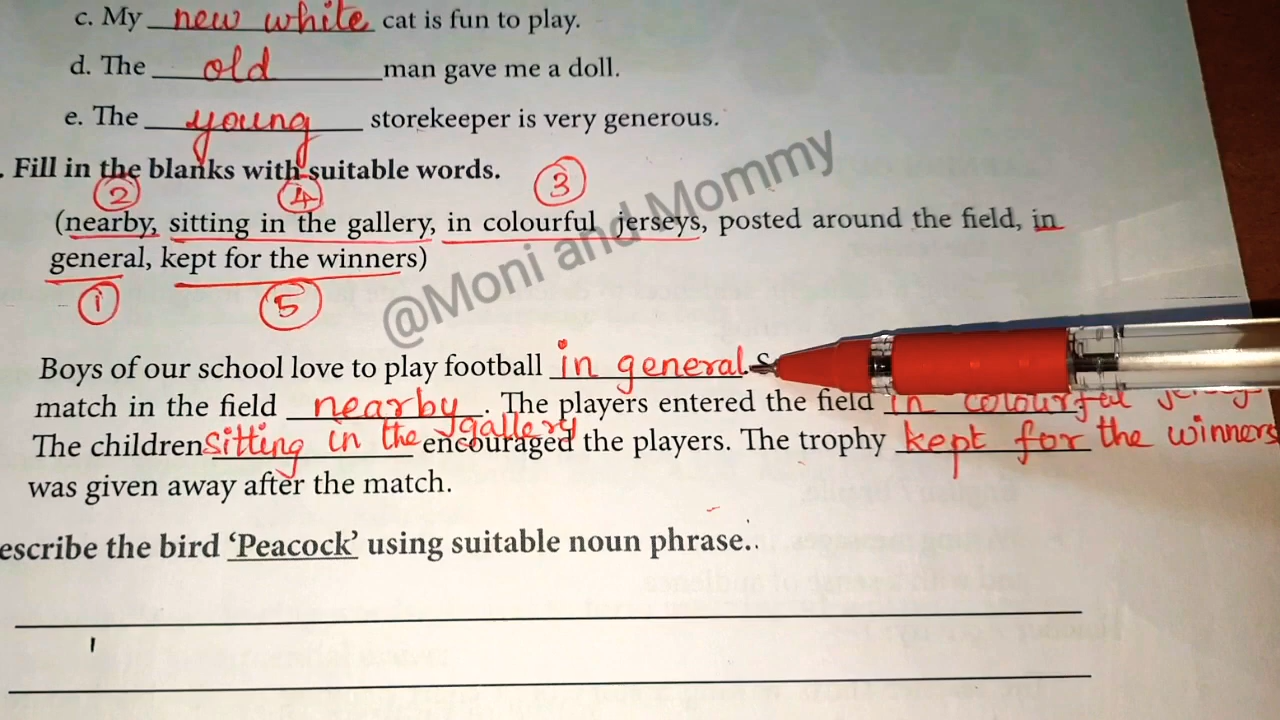 c. My new white cat is fun to play.
d. The old man gave me a doll.
e. The young storekeeper is very generous.
. Fill in the blanks with suitable words.
2 4 3
(nearby, sitting in the gallery, in colourful jerseys, posted around the field, in
general, kept for the winners)
1 5
@Moni and Mommy
Boys of our school love to play football in general.
match in the field nearby. The players entered the field in colourful
The children sitting in the gallery encouraged the players. The trophy kept for the winners
was given away after the match.
escribe the bird ‘Peacock’ using suitable noun phrase.